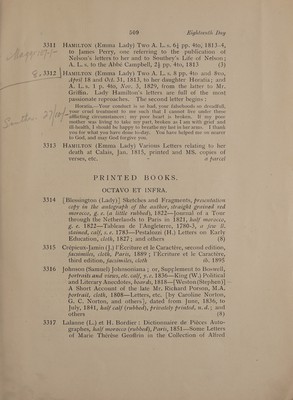 509 Eighteenth Day
3311 HAMILTON (Emma Lady) Two A. L. s, 6¼ pp. 4to, 1813-4,
to James Perry, one referring to the publication of
Nelson's letters to her and to Southey's Life of Nelson;
A. L. s, to the Abbé Campbell, 2½ pp. 4to, 1813 (3)
3312 HAMILTON (Emma Lady) Two A. L. s. 8 pp. 4to and 8vo,
April 18 and Oct. 31, 1813, to her daughter Horatia; and
A. L. s, 1 p. 4to, Nov. 3, 1829, from the latter to Mr.
Griffin. Lady Hamilton's letters are full of the most
passionate reproaches. The second letter begins:
Horatia,—Your conduct is so bad, your falsehoods so dreadfull,
your cruel treatment to me such that I cannot live under these
afflicting circumstances: my poor heart is broken. If my poor
mother was living to take my part, broken as I am with grief and
ill health, I should be happy to breathe my last in her arms. I thank
you for what you have done to-day. You have helped me on nearer
to God, and may God forgive you.
3313 HAMILTON (Emma Lady) Various Letters relating to her
death at Calais, Jan. 1815, printed and MS. copies of
verses, etc. a parcel
PRINTED BOOKS.
OCTAVO ET INFRA.
3314 [Blessington (Lady)] Sketches and Fragments, presentation
copy in the autograph of the author, straight grained red
morocco, g. e. (a little rubbed), 1822—Journal of a Tour
through the Netherlands to Paris in 1821, half morocco,
g. e. 1822—Tableau de l'Angleterre, 1780-3, a few ll.
stained, calf, s. e. 1783—Pestalozzi (H.) Letters on Early
Education, cloth, 1827; and others (8)
3315 Crépieux-Jamin (J.) l'Écriture et le Caractère, second edition,
facsimiles, cloth, Paris, 1889; l'Écriture et le Caractère,
third edition, facsimiles, cloth ib. 1895
3316 Johnson (Samuel) Johnsoniana; or, Supplement to Boswell,
portraits and views, etc. calf, y. e. 1836—King (W.) Political
and Literary Anecdotes, boards, 1818—[Weston (Stephen)]
A Short Account of the late Mr. Richard Porson, M.A.
portrait, cloth, 1808—Letters, etc. [by Caroline Norton,
G. C. Norton, and others], dated from June, 1836, to
July, 1841, half calf (rubbed), privately printed, n. d.; and
others (8)
3317 Lalanne (L.) et H. Bordier: Dictionnaire de Pièces Auto-
graphes, half morocco (rubbed), Paris, 1851—Some Letters
of Marie Thérèse Geoffrin in the Collection of Alfred